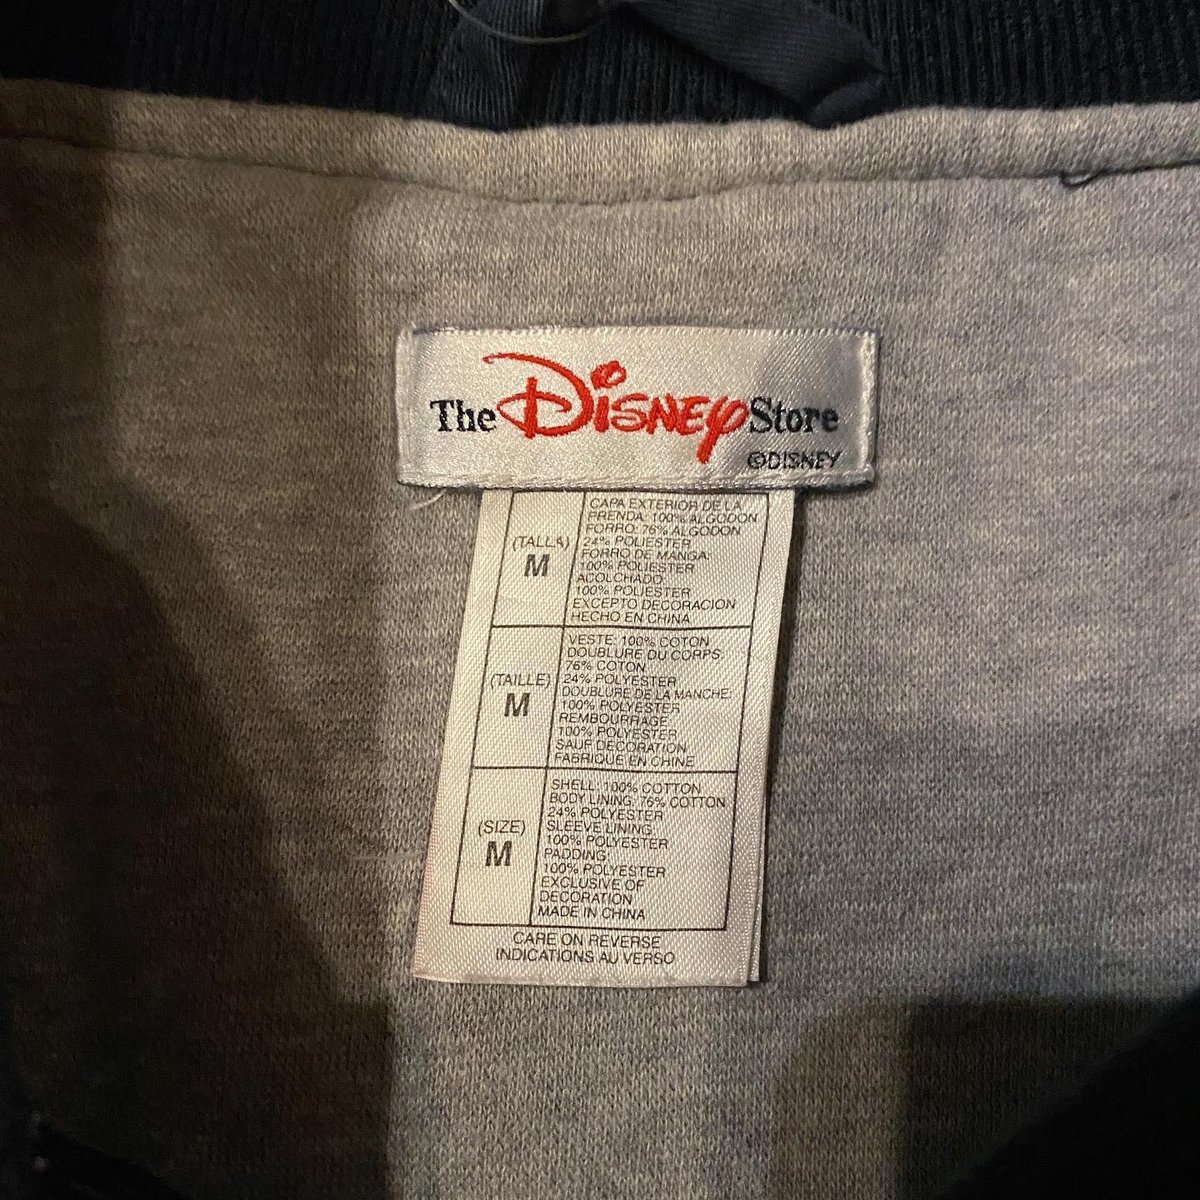 The Disney Store
©DISNEY
(TALLA)
M
CAPA EXTERIOR DE LA
PRENDA: 100% ALGODON
FORRO: 76% ALGODON
24% POLIESTER
FORRO DE MANGA:
100% POLIESTER
ACOLCHADO:
100% POLIESTER
EXCEPTO DECORACION
HECHO EN CHINA
(TAILLE)
M
VESTE: 100% COTON
DOUBLURE DU CORPS:
76% COTON
24% POLYESTER
DOUBLURE DE LA MANCHE:
100% POLYESTER
REMBOURRAGE:
100% POLYESTER
SAUF DECORATION
FABRIQUE EN CHINE
(SIZE)
M
SHELL: 100% COTTON
BODY LINING: 76% COTTON
24% POLYESTER
SLEEVE LINING:
100% POLYESTER
PADDING
100% POLYESTER
EXCLUSIVE OF
DECORATION
MADE IN CHINA
CARE ON REVERSE
INDICATIONS AU VERSO